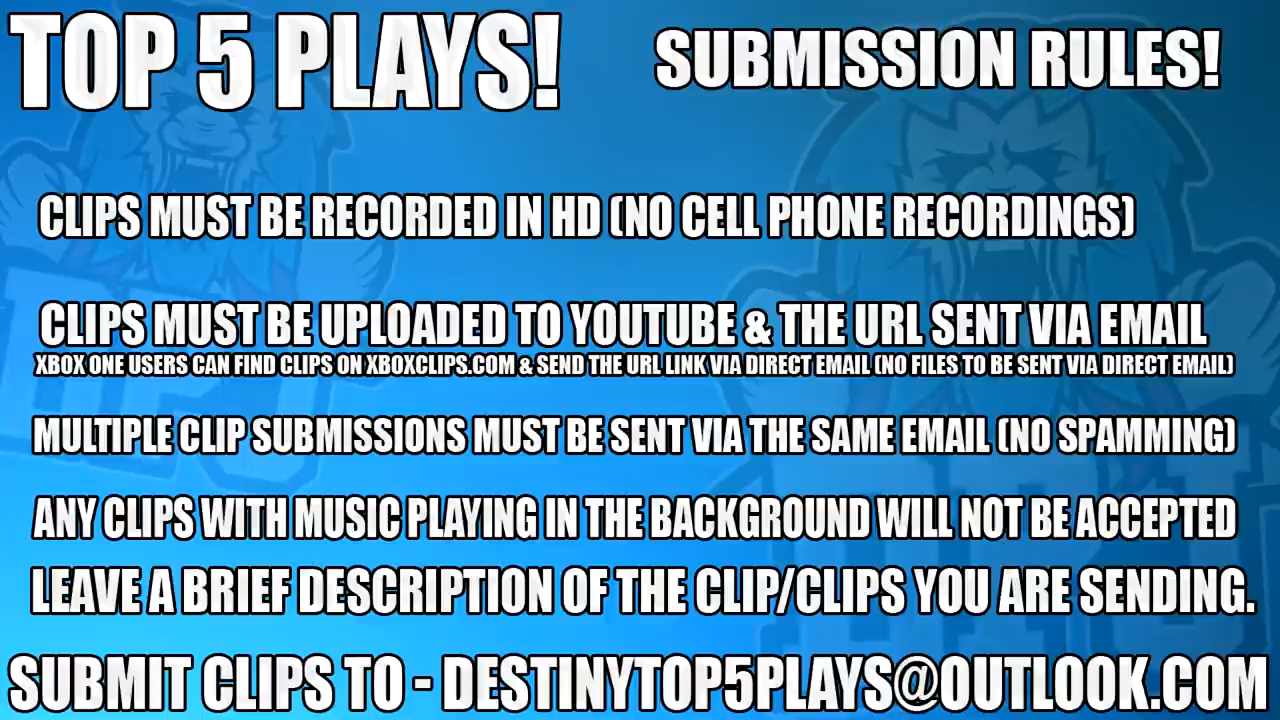 TOP 5 PLAYS!
SUBMISSION RULES!
CLIPS MUST BE RECORDED IN HD (NO CELL PHONE RECORDINGS)
CLIPS MUST BE UPLOADED TO YOUTUBE & THE URL SENT VIA EMAIL
XBOX ONE USERS CAN FIND CLIPS ON XBOXCLIPS.COM & SEND THE URL LINK VIA DIRECT EMAIL (NO FILES TO BE SENT VIA DIRECT EMAIL)
MULTIPLE CLIP SUBMISSIONS MUST BE SENT VIA THE SAME EMAIL (NO SPAMMING)
ANY CLIPS WITH MUSIC PLAYING IN THE BACKGROUND WILL NOT BE ACCEPTED
LEAVE A BRIEF DESCRIPTION OF THE CLIP/CLIPS YOU ARE SENDING.
SUBMIT CLIPS TO - DESTINYTOP5PLAYS@OUTLOOK.COM